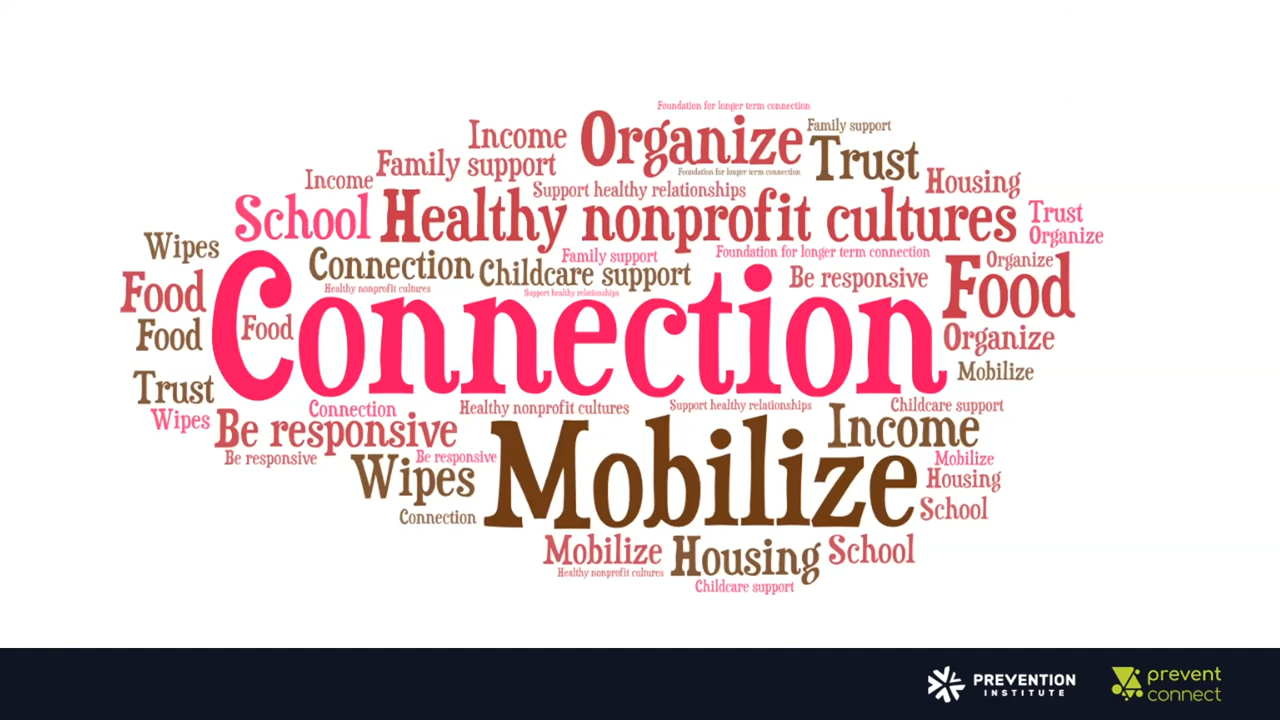 Foundation for longer term connection
Income
Organize
Family support
Trust
Family support
Foundation for longer term connection
Income
Support healthy relationships
Housing
School
Healthy nonprofit cultures
Trust
Organize
Wipes
Connection
Family support
Foundation for longer term connection
Childcare support
Be responsive
Organize
Food
Healthy nonprofit cultures
Support healthy relationships
Food
Food
Food
Connection
Organize
Trust
Mobilize
Wipes
Connection
Healthy nonprofit cultures
Support healthy relationships
Childcare support
Be responsive
Income
Be responsive
Be responsive
Mobilize
Wipes
Mobilize
Housing
Connection
School
Mobilize
Housing
School
Healthy nonprofit cultures
Childcare support
PREVENTION
INSTITUTE
prevent
connect